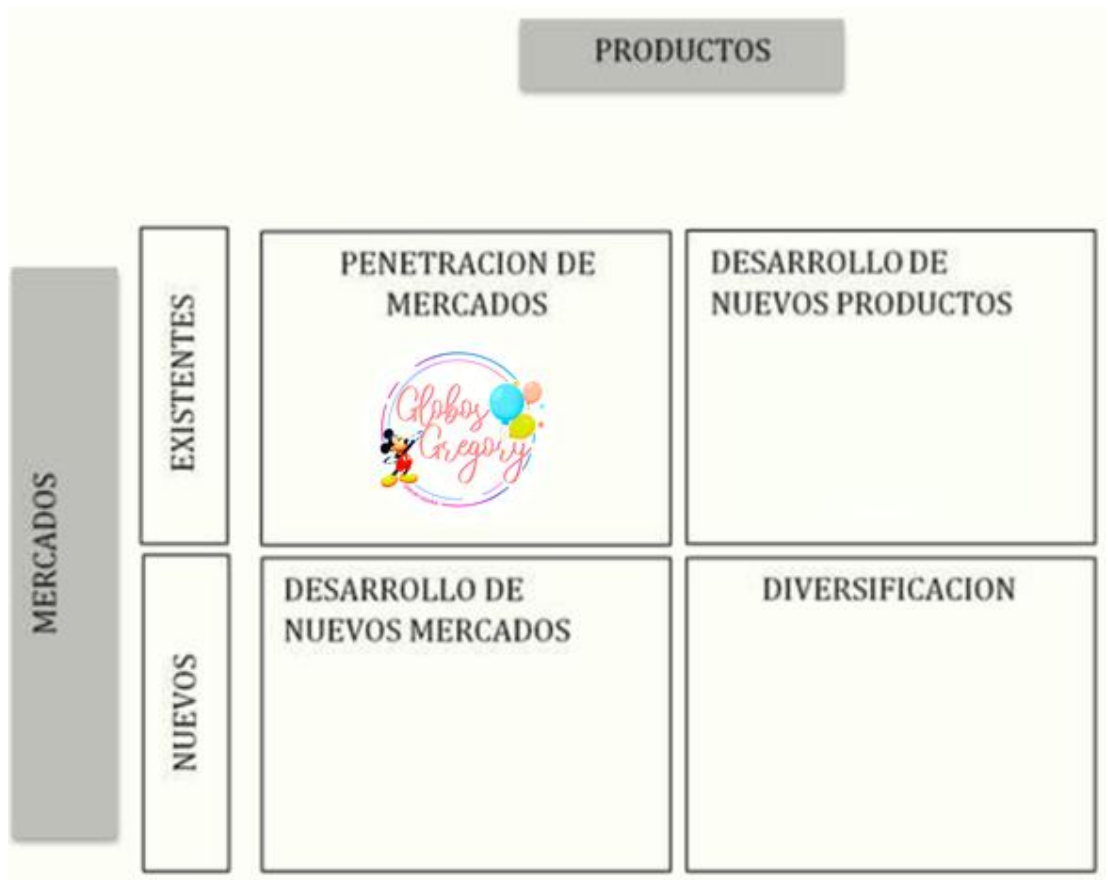 PRODUCTOS
MERCADOS
EXISTENTES
PENETRACION DE
MERCADOS
Globos
Gregory
DESARROLLO DE
NUEVOS PRODUCTOS
NUEVOS
DESARROLLO DE
NUEVOS MERCADOS
DIVERSIFICACION